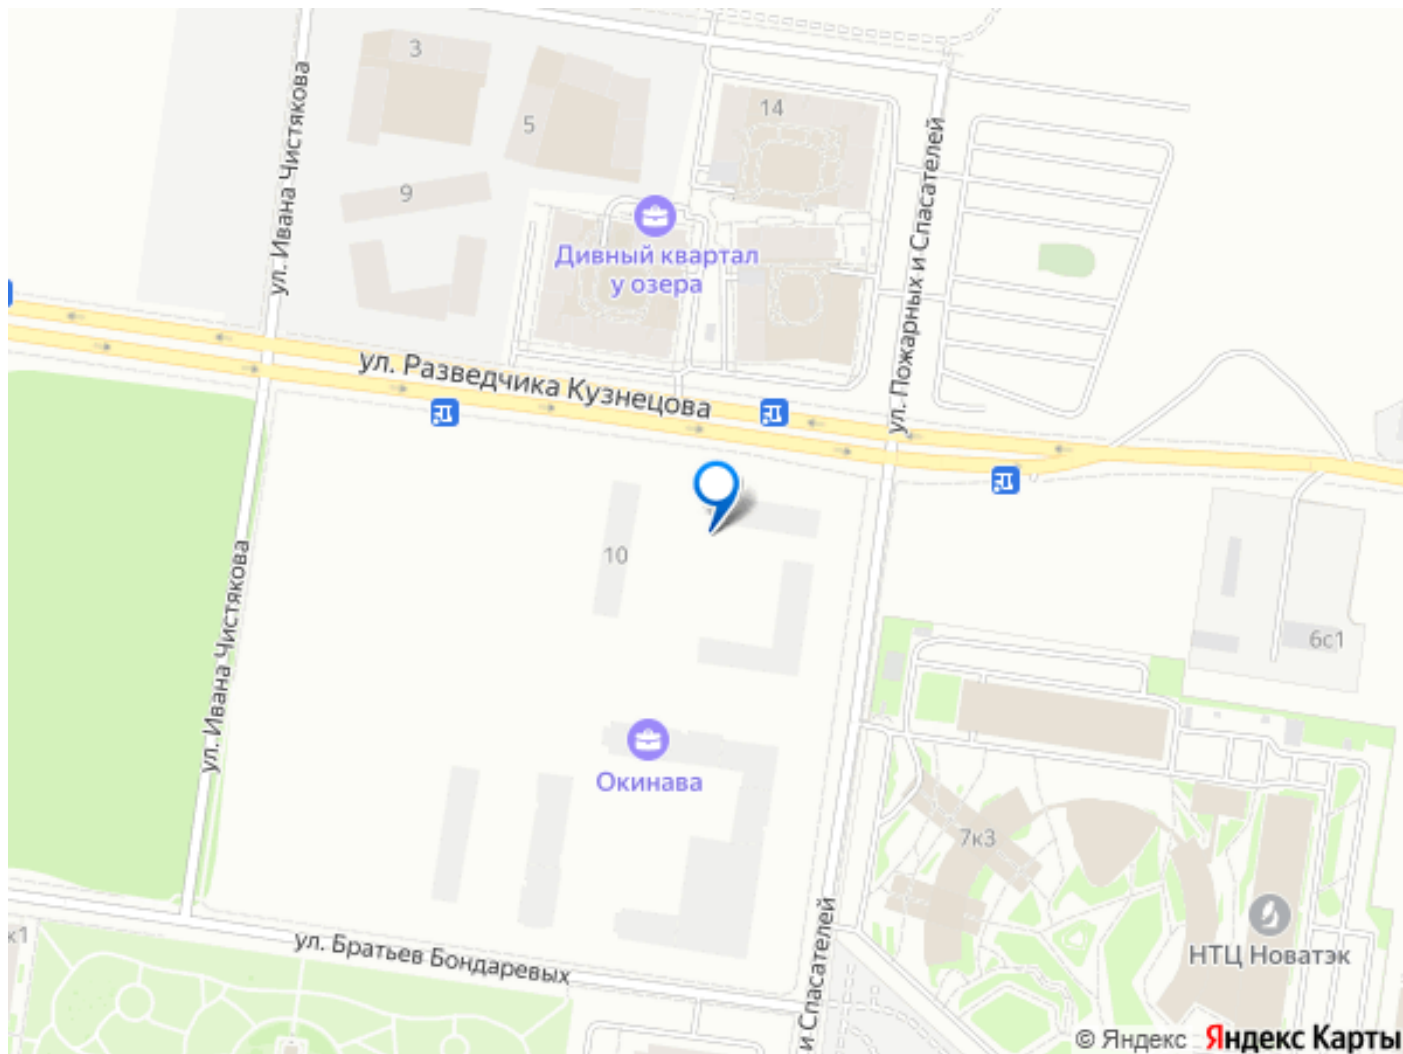 3
14
5
ул. Ивана Чистякова
ул. Пожарных и Спасателей
9
Дивный квартал
у озера
ул. Разведчика Кузнецова
10
ул. Ивана Чистякова
6с1
Окинава
7к3
и Спасателей
к1
ул. Братьев Бондаревых
НТЦ Новатэк
© Яндекс Яндекс Карты